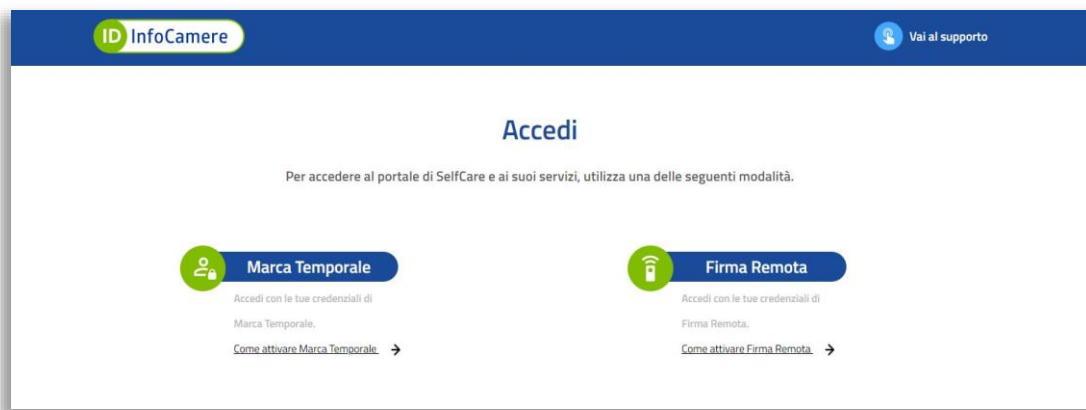 ID InfoCamere
Vai al supporto
Accedi
Per accedere al portale di SelfCare e ai suoi servizi, utilizza una delle seguenti modalità.
Marca Temporale
Accedi con le tue credenziali di
Marca Temporale.
Come attivare Marca Temporale
Firma Remota
Accedi con le tue credenziali di
Firma Remota.
Come attivare Firma Remota